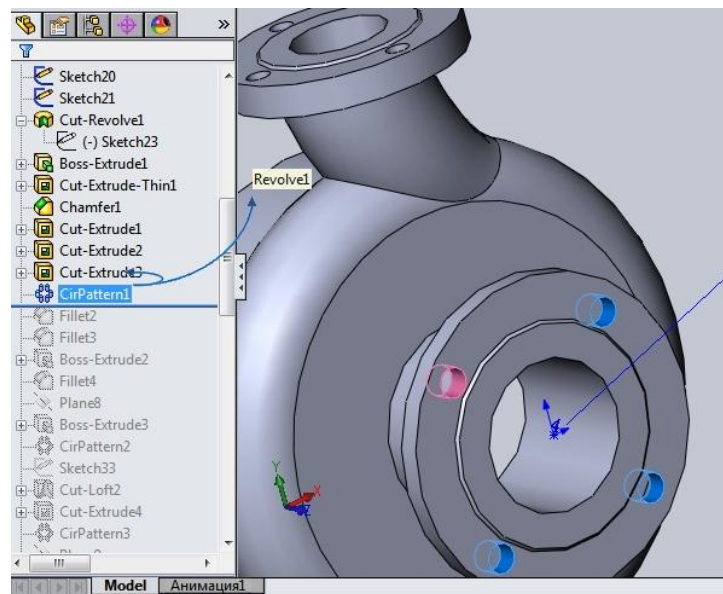 »
Sketch20
Sketch21
Cut-Revolve1
(-) Sketch23
Boss-Extrude1
Cut-Extrude-Thin1
Revolve1
Chamfer1
Cut-Extrude1
Cut-Extrude2
Cut-Extrude3
CirPattern1
Fillet2
Fillet3
Boss-Extrude2
Fillet4
Plane8
Boss-Extrude3
CirPattern2
Sketch33
Cut-Loft2
Cut-Extrude4
CirPattern3
Y
X
Z
Model Анимация1